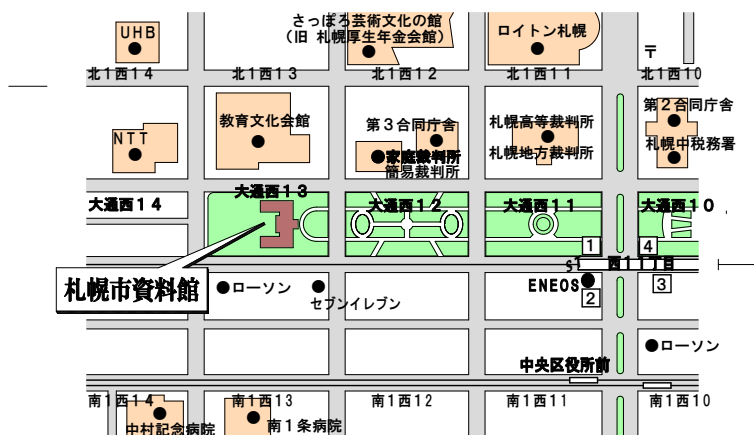 さっぽろ芸術文化の館
(旧 札幌厚生年金会館)
UHB
ロイトン札幌
〒
北1西14
北1西13
北1西12
北1西11
北1西10
第2合同庁舎
教育文化会館
第3合同庁舎
札幌高等裁判所
NTT
札幌中税務署
家庭裁判所
札幌地方裁判所
簡易裁判所
大通西13
大通西14
大通西12
大通西11
大通西10
1
4
西11丁目
札幌市資料館
ローソン
セブンイレブン
ENEOS
2
3
ローソン
中央区役所前
南1西14
南1西13
南1西12
南1西11
南1西10
中村記念病院
南1条病院